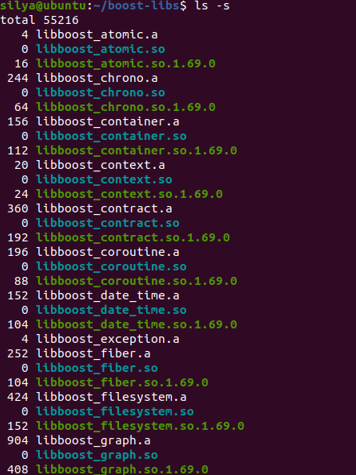 silya@ubuntu:~/boost-libs$ ls -s
total 55216
4 libboost_atomic.a
0 libboost_atomic.so
16 libboost_atomic.so.1.69.0
244 libboost_chrono.a
0 libboost_chrono.so
64 libboost_chrono.so.1.69.0
156 libboost_container.a
0 libboost_container.so
112 libboost_container.so.1.69.0
20 libboost_context.a
0 libboost_context.so
24 libboost_context.so.1.69.0
360 libboost_contract.a
0 libboost_contract.so
192 libboost_contract.so.1.69.0
196 libboost_coroutine.a
0 libboost_coroutine.so
88 libboost_coroutine.so.1.69.0
152 libboost_date_time.a
0 libboost_date_time.so
104 libboost_date_time.so.1.69.0
4 libboost_exception.a
252 libboost_fiber.a
0 libboost_fiber.so
104 libboost_fiber.so.1.69.0
424 libboost_filesystem.a
0 libboost_filesystem.so
152 libboost_filesystem.so.1.69.0
904 libboost_graph.a
0 libboost_graph.so
408 libboost_graph.so.1.69.0